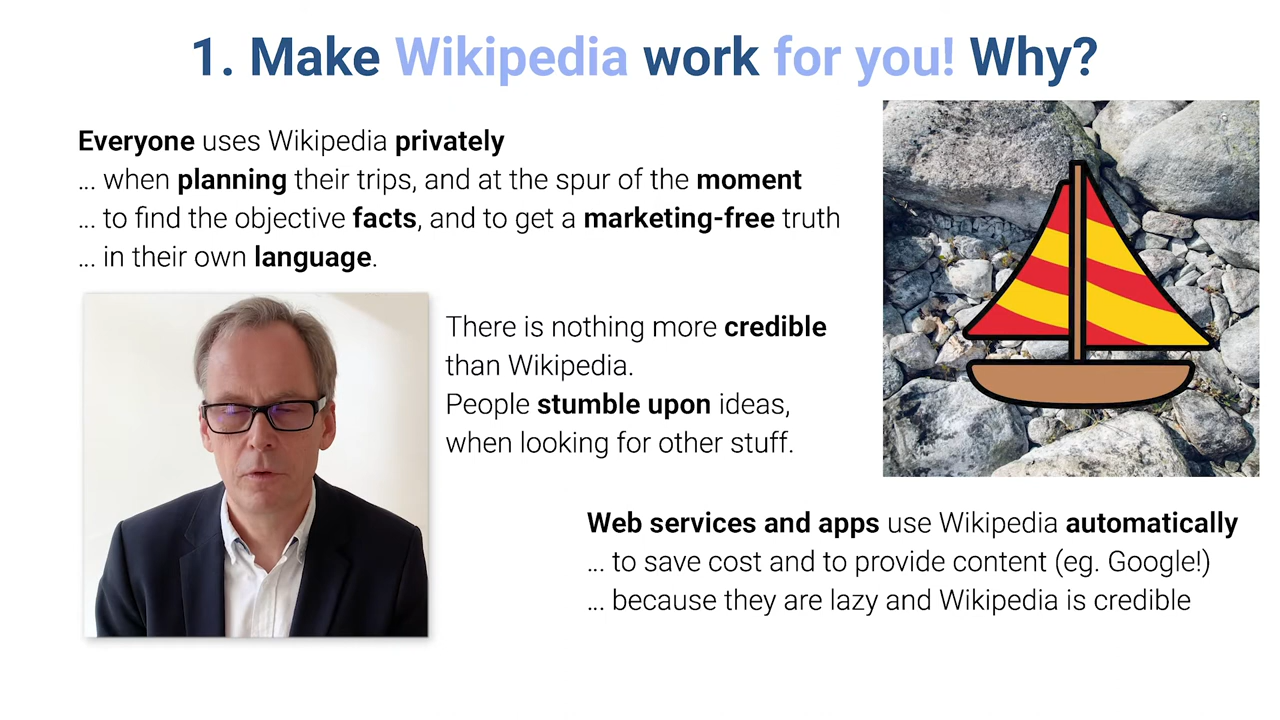 1. Make Wikipedia work for you! Why?
Everyone uses Wikipedia privately
... when planning their trips, and at the spur of the moment
... to find the objective facts, and to get a marketing-free truth
... in their own language.
There is nothing more credible
than Wikipedia.
People stumble upon ideas,
when looking for other stuff.
Web services and apps use Wikipedia automatically
... to save cost and to provide content (eg. Google!)
... because they are lazy and Wikipedia is credible